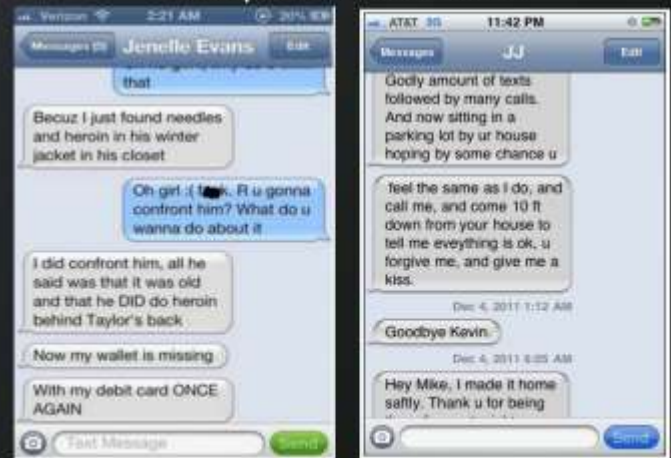 Verizon 2:21 AM 20%
Messages (5) Jenelle Evans Edit
that
Becuz I just found needles
and heroin in his winter
jacket in his closet
Oh girl :( k. R u gonna
confront him? What do u
wanna do about it
I did confront him, all he
said was that it was old
and that he DID do heroin
behind Taylor's back
Now my wallet is missing
With my debit card ONCE
AGAIN
Text Message Send
AT&T 3G 11:42 PM
Messages JJ Edit
Godly amount of texts
followed by many calls.
And now sitting in a
parking lot by ur house
hoping by some chance u
feel the same as I do, and
call me, and come 10 ft
down from your house to
tell me eveything is ok, u
forgive me, and give me a
kiss.
Dec 4, 2011 1:12 AM
Goodbye Kevin.
Dec 4, 2011 6:05 AM
Hey Mike, I made it home
saftly. Thank u for being
Send